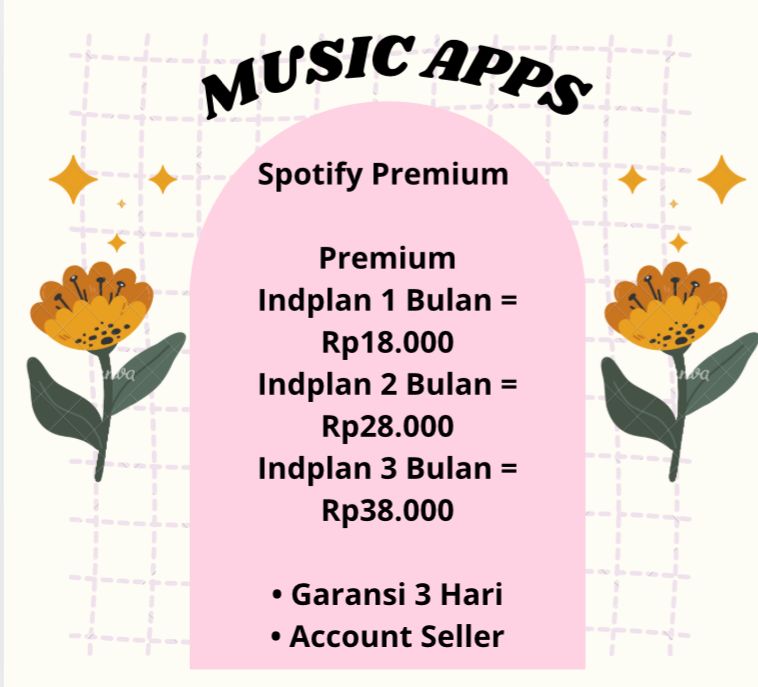 MUSIC APPS
Spotify Premium
Premium
Indplan 1 Bulan =
Rp18.000
Indplan 2 Bulan =
Rp28.000
Indplan 3 Bulan =
Rp38.000
• Garansi 3 Hari
• Account Seller